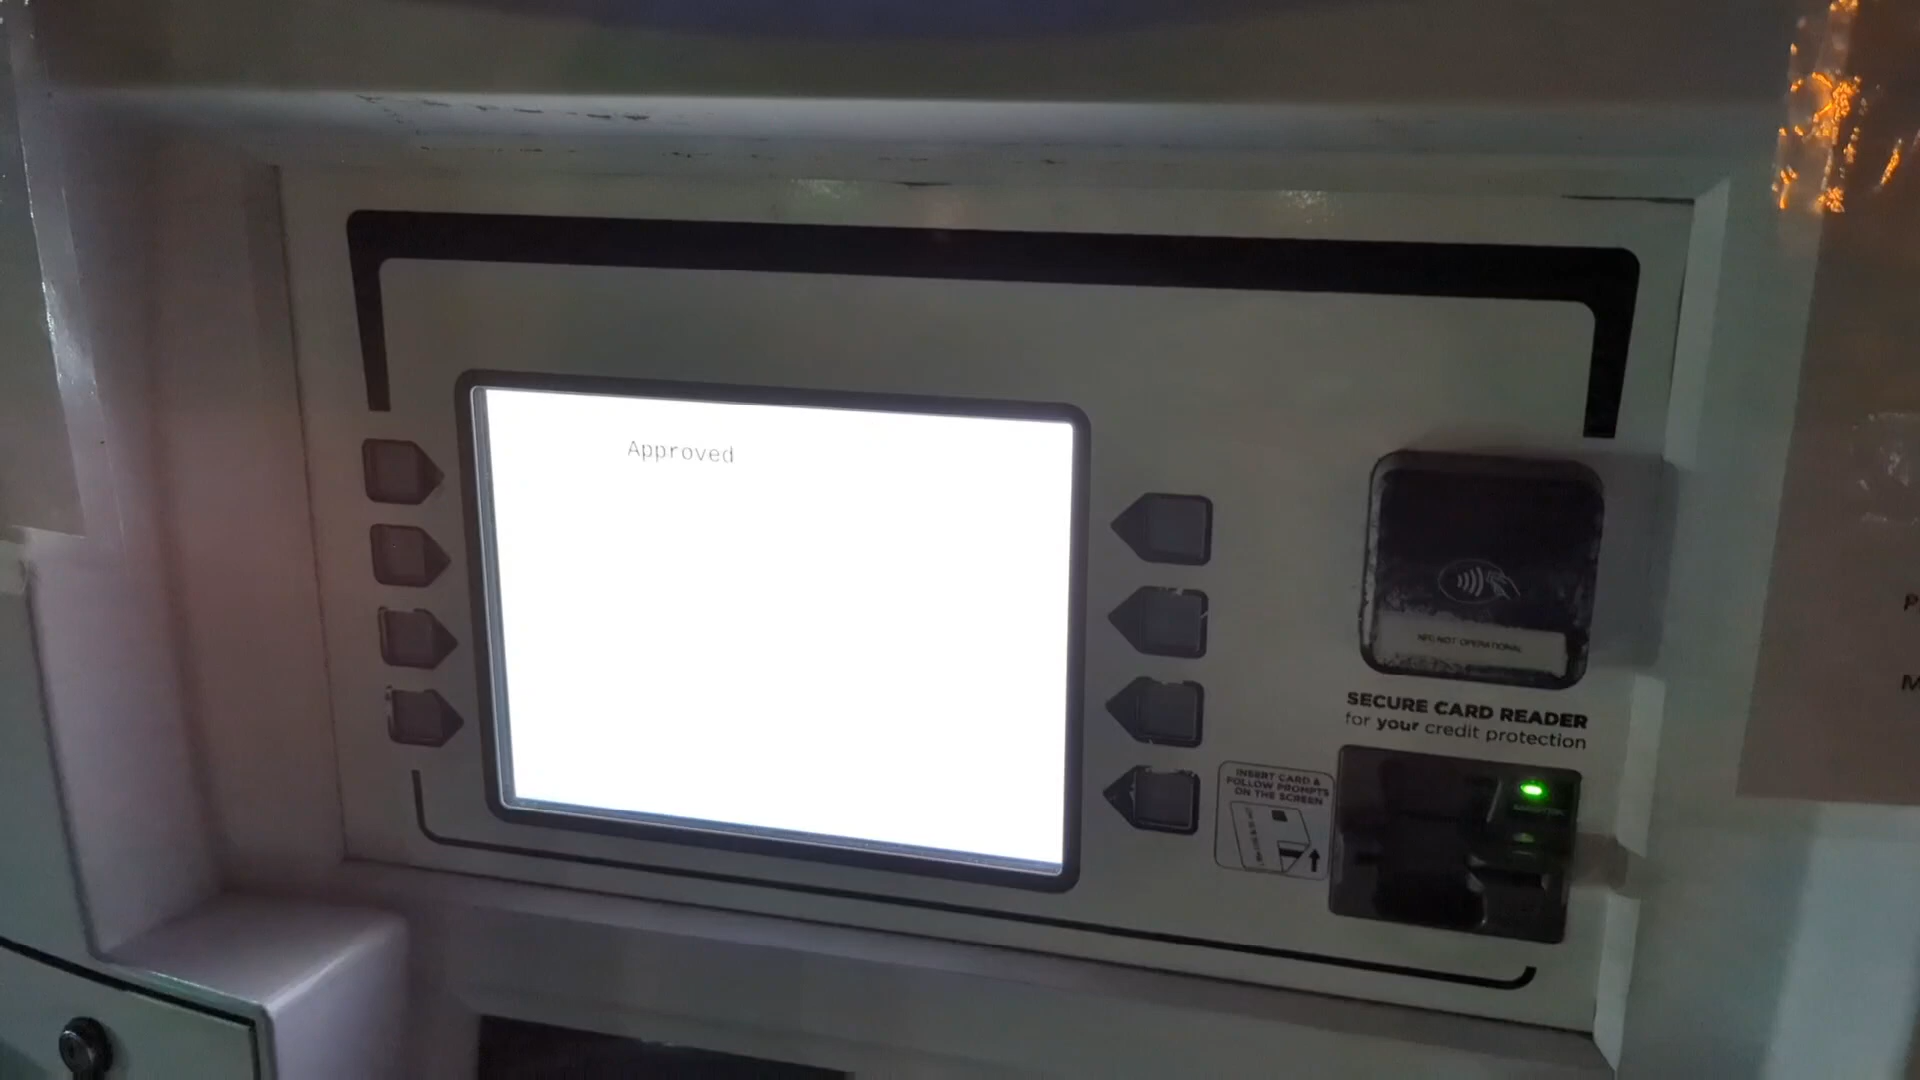 Approved
NFC NOT OPERATIONAL
SECURE CARD READER
for your credit protection
INSERT CARD &
FOLLOW PROMPTS
ON THE SCREEN